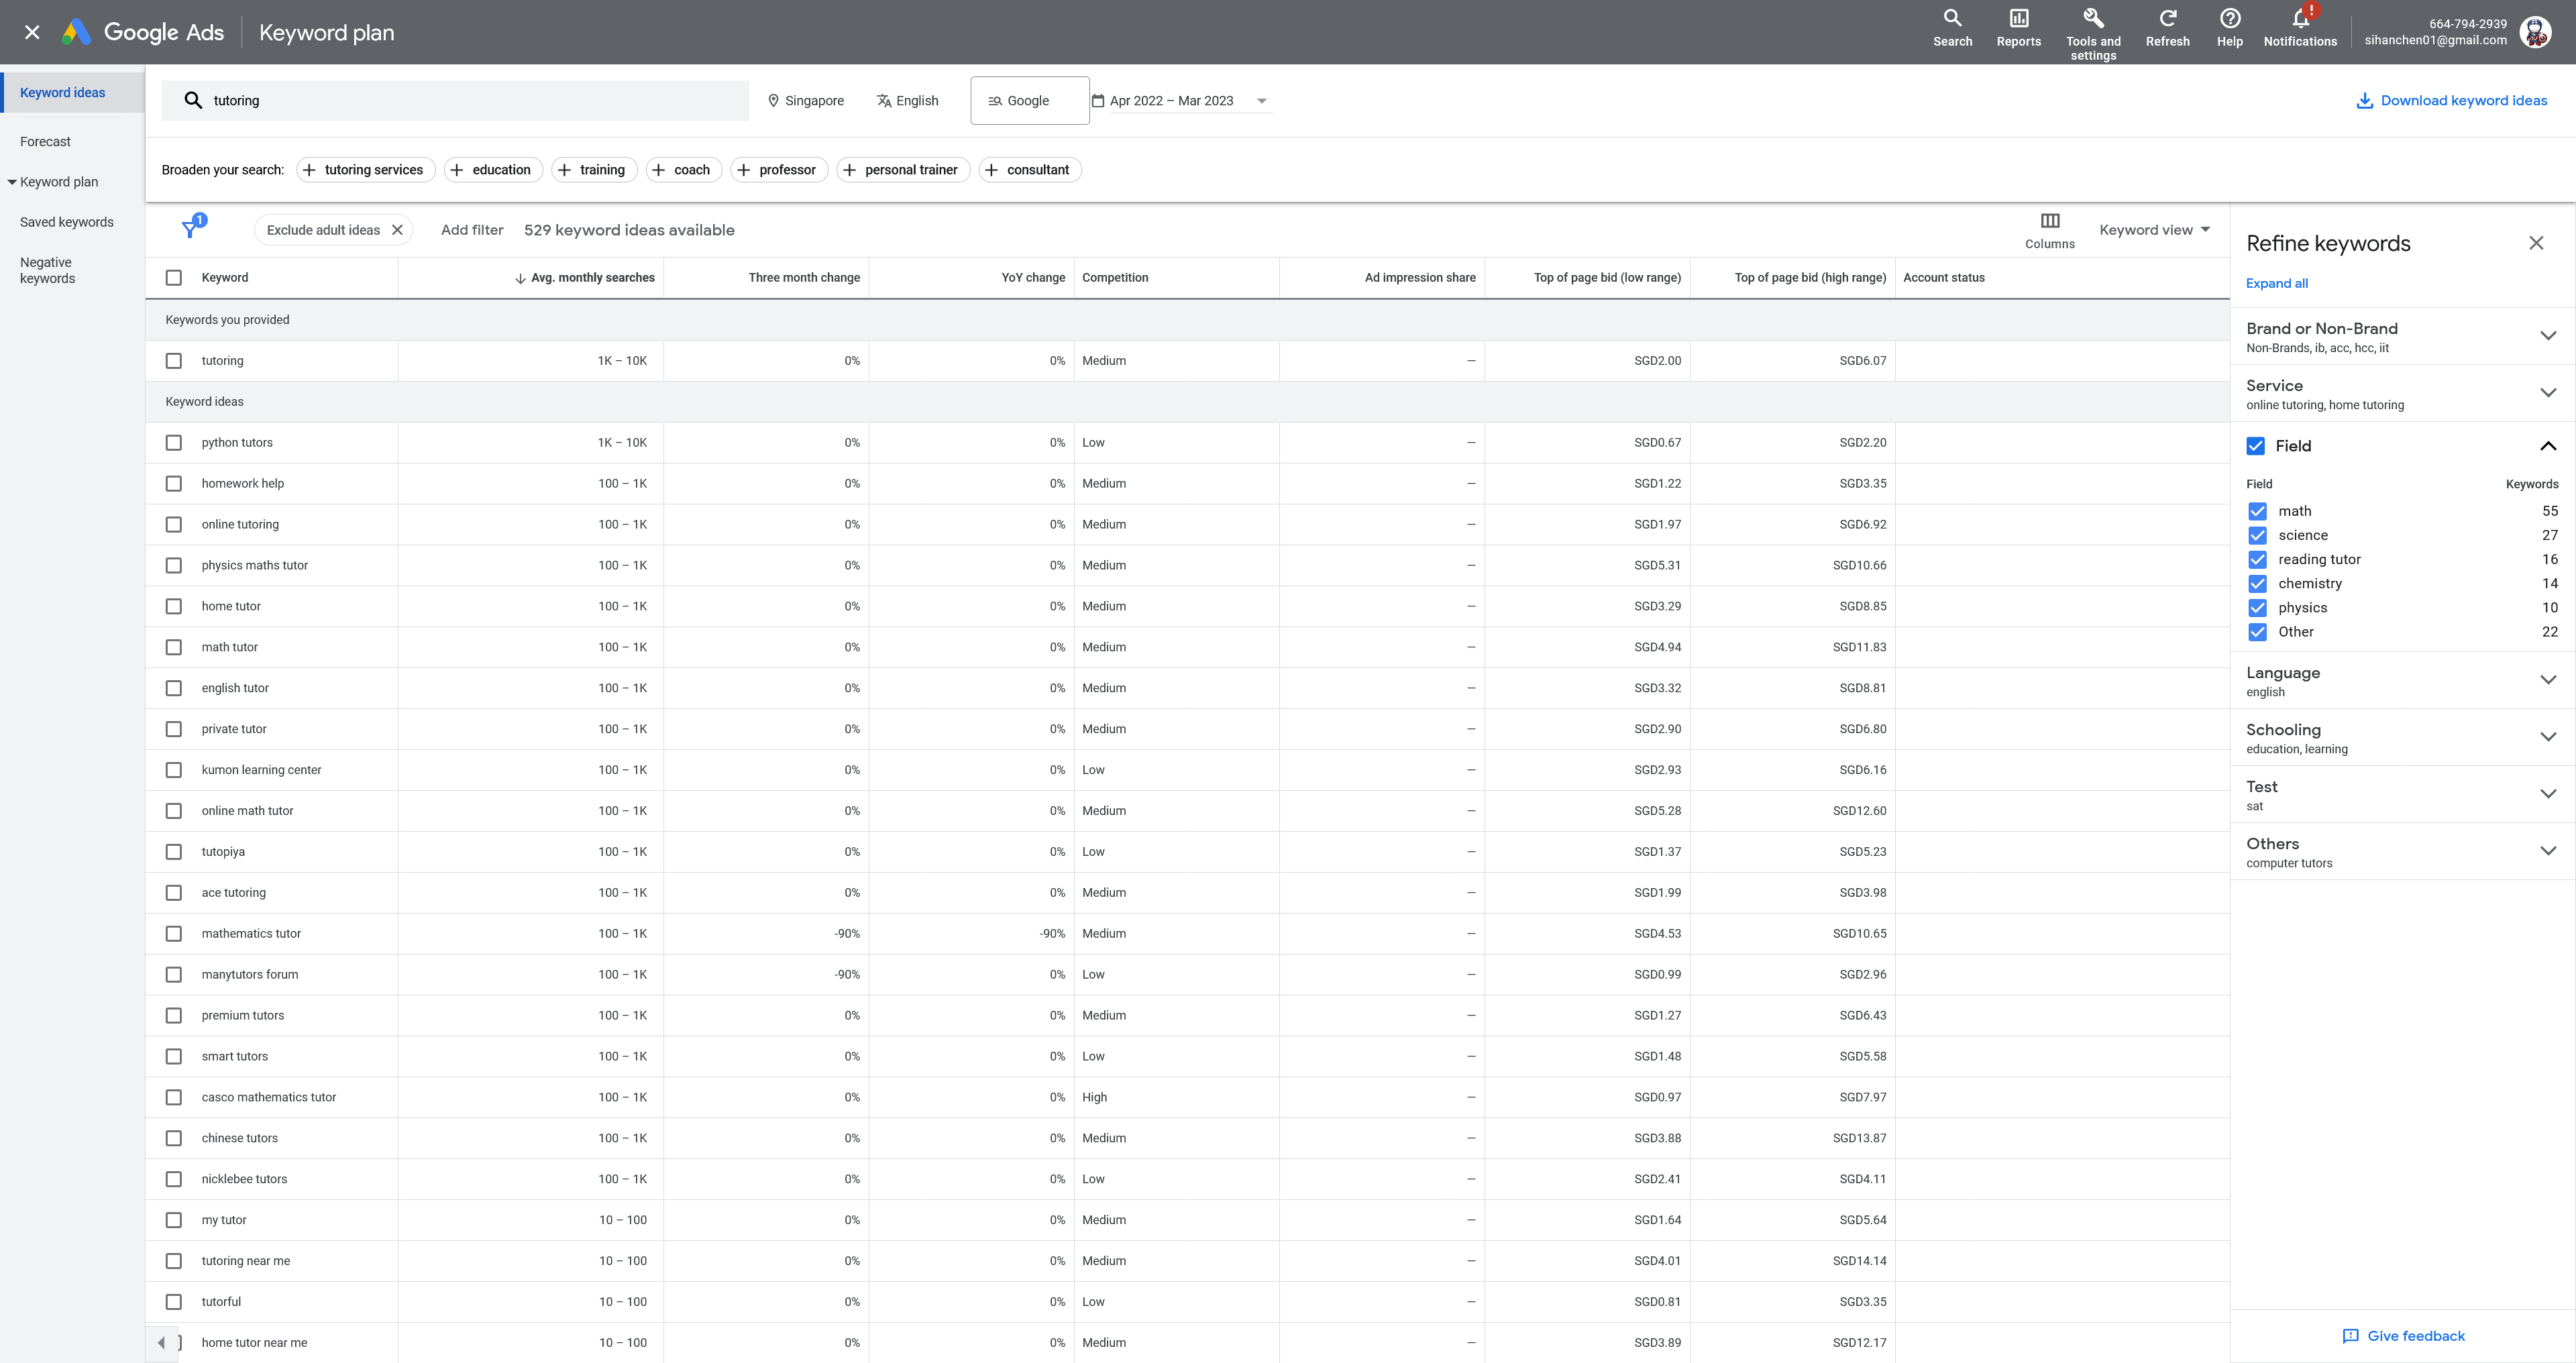 Google Ads
Keyword plan
Search
Reports
Tools and
settings
Refresh
Help
Notifications
!
664-794-2939
sihanchen01@gmail.com
Keyword ideas
Forecast
Keyword plan
Saved keywords
Negative
keywords
tutoring
Singapore
English
Google
Apr 2022 – Mar 2023
Download keyword ideas
Broaden your search:
tutoring services
education
training
coach
professor
personal trainer
consultant
1
Exclude adult ideas
Add filter
529 keyword ideas available
Columns
Keyword view
Keyword Avg. monthly searches Three month change YoY change Competition Ad impression share Top of page bid (low range) Top of page bid (high range) Account status
Keywords you provided
tutoring 1K – 10K 0% 0% Medium — SGD2.00 SGD6.07
Keyword ideas
python tutors 1K – 10K 0% 0% Low — SGD0.67 SGD2.20
homework help 100 – 1K 0% 0% Medium — SGD1.22 SGD3.35
online tutoring 100 – 1K 0% 0% Medium — SGD1.97 SGD6.92
physics maths tutor 100 – 1K 0% 0% Medium — SGD5.31 SGD10.66
home tutor 100 – 1K 0% 0% Medium — SGD3.29 SGD8.85
math tutor 100 – 1K 0% 0% Medium — SGD4.94 SGD11.83
english tutor 100 – 1K 0% 0% Medium — SGD3.32 SGD8.81
private tutor 100 – 1K 0% 0% Medium — SGD2.90 SGD6.80
kumon learning center 100 – 1K 0% 0% Low — SGD2.93 SGD6.16
online math tutor 100 – 1K 0% 0% Medium — SGD5.28 SGD12.60
tutopiya 100 – 1K 0% 0% Low — SGD1.37 SGD5.23
ace tutoring 100 – 1K 0% 0% Medium — SGD1.99 SGD3.98
mathematics tutor 100 – 1K -90% -90% Medium — SGD4.53 SGD10.65
manytutors forum 100 – 1K -90% 0% Low — SGD0.99 SGD2.96
premium tutors 100 – 1K 0% 0% Medium — SGD1.27 SGD6.43
smart tutors 100 – 1K 0% 0% Low — SGD1.48 SGD5.58
casco mathematics tutor 100 – 1K 0% 0% High — SGD0.97 SGD7.97
chinese tutors 100 – 1K 0% 0% Medium — SGD3.88 SGD13.87
nicklebee tutors 100 – 1K 0% 0% Low — SGD2.41 SGD4.11
my tutor 10 – 100 0% 0% Medium — SGD1.64 SGD5.64
tutoring near me 10 – 100 0% 0% Medium — SGD4.01 SGD14.14
tutorful 10 – 100 0% 0% Low — SGD0.81 SGD3.35
home tutor near me 10 – 100 0% 0% Medium — SGD3.89 SGD12.17
Refine keywords
Expand all
Brand or Non-Brand
Non-Brands, ib, acc, hcc, iit
Service
online tutoring, home tutoring
Field
Field Keywords
math 55
science 27
reading tutor 16
chemistry 14
physics 10
Other 22
Language
english
Schooling
education, learning
Test
sat
Others
computer tutors
Give feedback